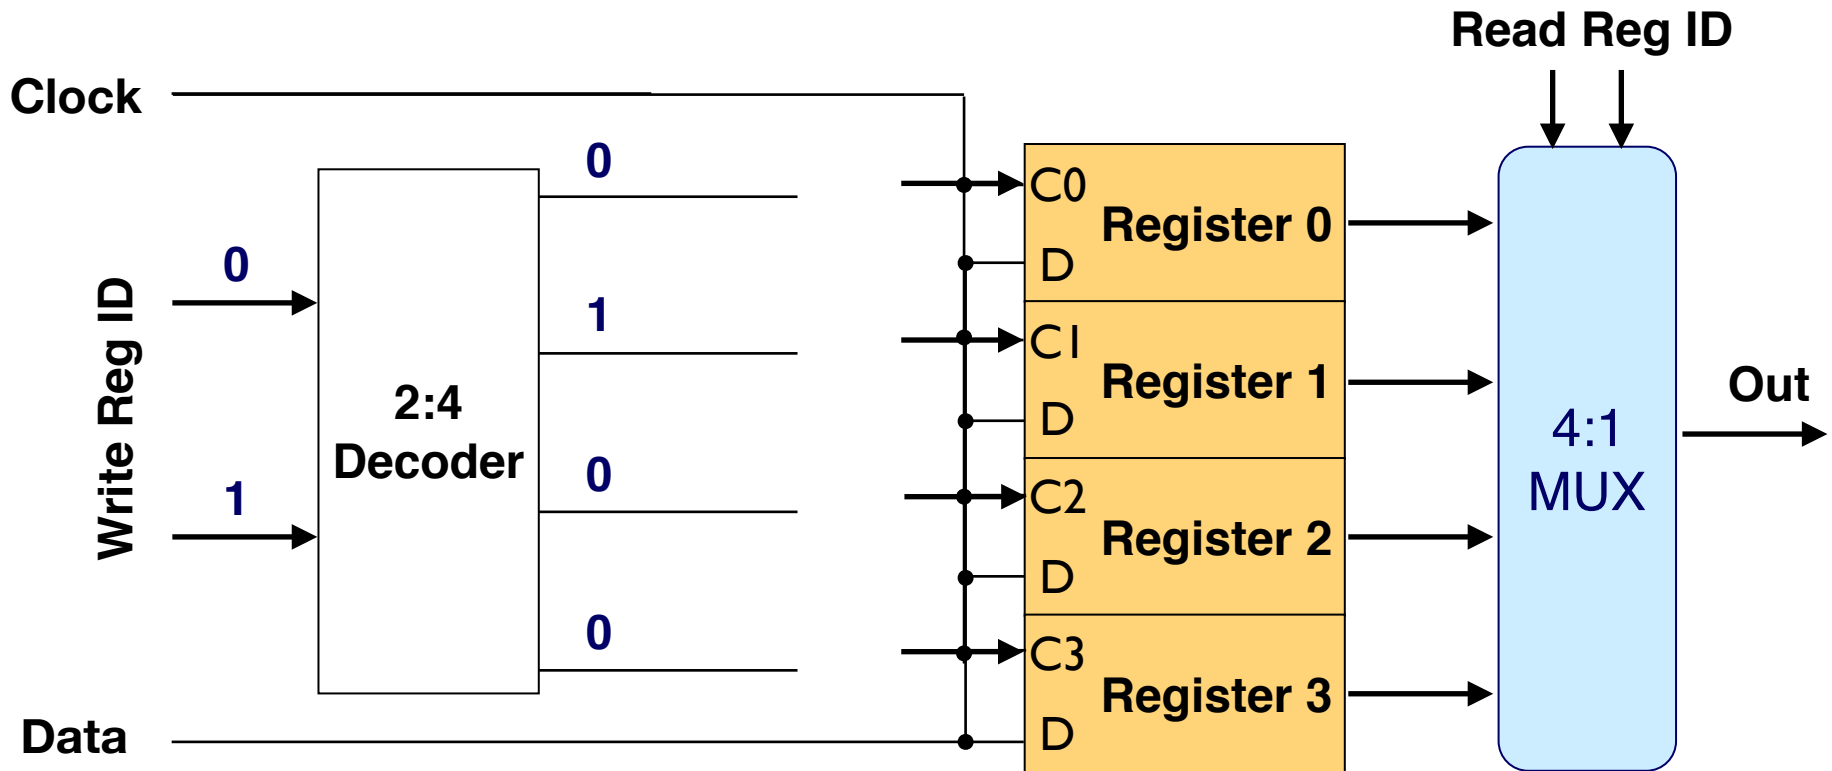 Read Reg ID
Clock
0
C0
Register 0
0
D
1
C1
Register 1
D
Write Reg ID
2:4
Decoder
Out
4:1
MUX
0
C2
1
Register 2
D
0
C3
Register 3
Data
D